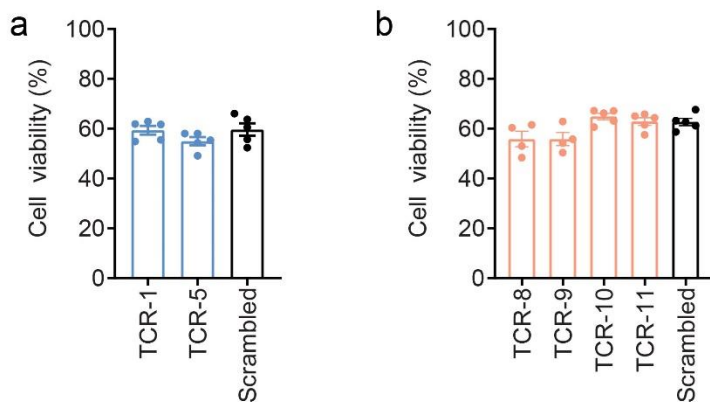 a
Cell viability (%)
100
80
60
40
20
0
TCR-1
TCR-5
Scrambled
b
Cell viability (%)
100
80
60
40
20
0
TCR-8
TCR-9
TCR-10
TCR-11
Scrambled